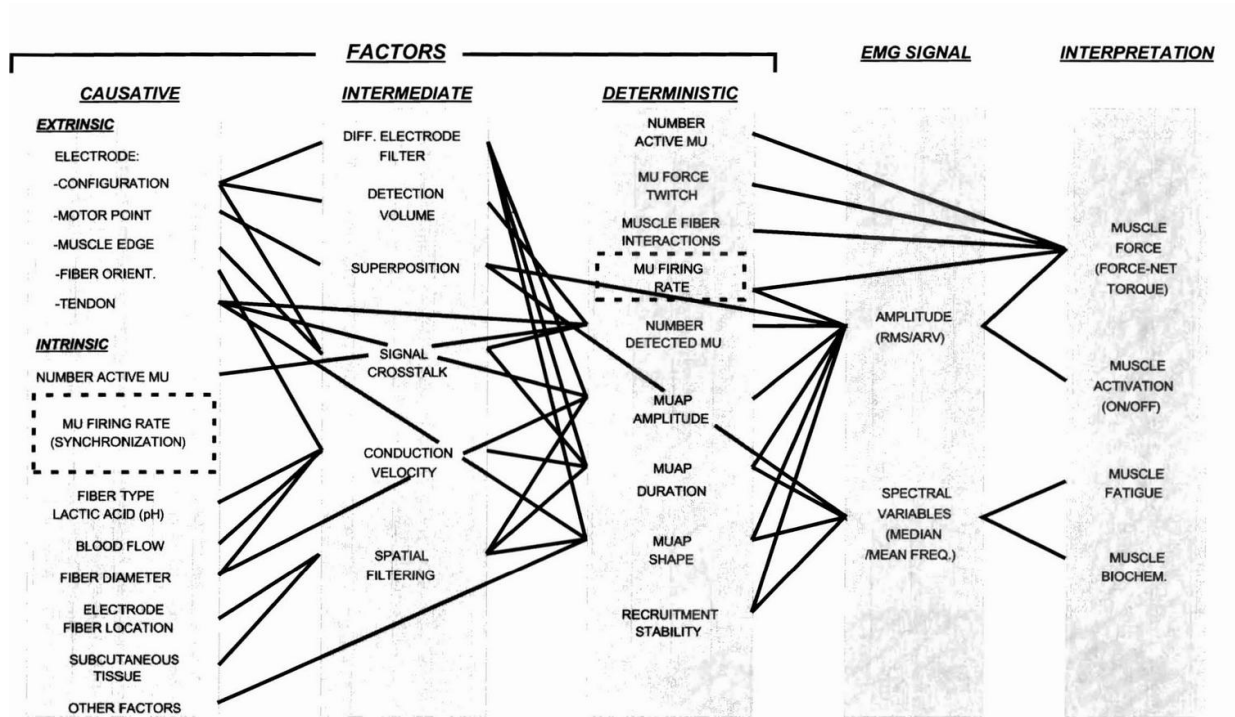 FACTORS
EMG SIGNAL
INTERPRETATION
CAUSATIVE
INTERMEDIATE
DETERMINISTIC
EXTRINSIC
ELECTRODE:
-CONFIGURATION
-MOTOR POINT
-MUSCLE EDGE
-FIBER ORIENT.
-TENDON
INTRINSIC
NUMBER ACTIVE MU
MU FIRING RATE
(SYNCHRONIZATION)
FIBER TYPE
LACTIC ACID (pH)
BLOOD FLOW
FIBER DIAMETER
ELECTRODE
FIBER LOCATION
SUBCUTANEOUS
TISSUE
OTHER FACTORS
DIFF. ELECTRODE
FILTER
DETECTION
VOLUME
SUPERPOSITION
SIGNAL
CROSSTALK
CONDUCTION
VELOCITY
SPATIAL
FILTERING
NUMBER
ACTIVE MU
MU FORCE
TWITCH
MUSCLE FIBER
INTERACTIONS
MU FIRING
RATE
NUMBER
DETECTED MU
MUAP
AMPLITUDE
MUAP
DURATION
MUAP
SHAPE
RECRUITMENT
STABILITY
AMPLITUDE
(RMS/ARV)
SPECTRAL
VARIABLES
(MEDIAN
/MEAN FREQ.)
MUSCLE
FORCE
(FORCE-NET
TORQUE)
MUSCLE
ACTIVATION
(ON/OFF)
MUSCLE
FATIGUE
MUSCLE
BIOCHEM.